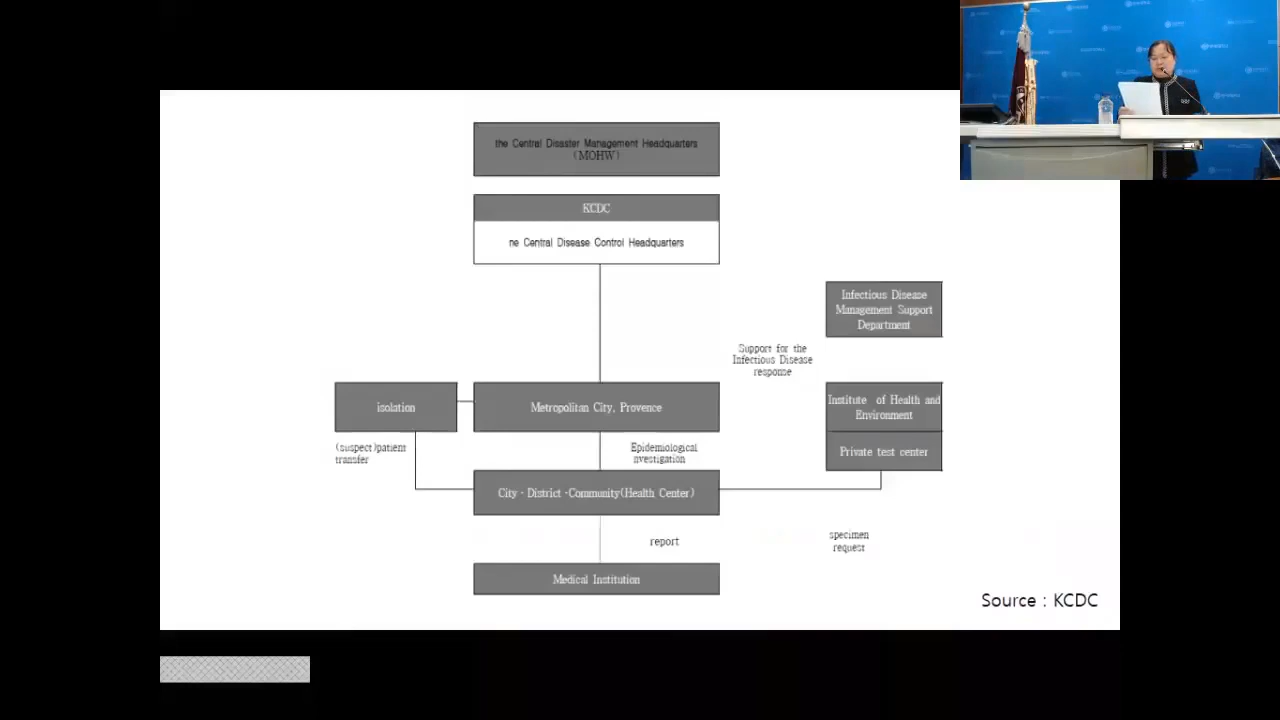 the Central Disaster Management Headquarters
(MOHW)
KCDC
ne Central Disease Control Headquarters
Infectious Disease
Management Support
Department
Support for the
Infectious Disease
response
isolation
Metropolitan City, Provence
Institute of Health and
Environment
(suspect)patient
transfer
Epidemiological
nvestigation
Private test center
City · District ·Community(Health Center)
report
specimen
request
Medical Institution
Source : KCDC